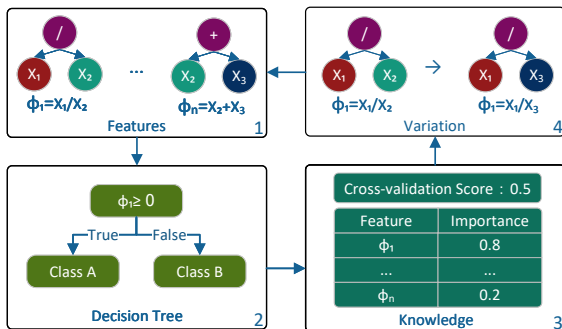 /
X₁ X₂
ϕ₁=X₁/X₂
...
+
X₂ X₃
ϕₙ=X₂+X₃
Features
1
/
X₁ X₂
ϕ₁=X₁/X₂
→
/
X₁ X₃
ϕ₁=X₁/X₃
Variation
4
ϕ₁≥ 0
True False
Class A Class B
Decision Tree
2
Cross-validation Score : 0.5
Feature Importance
ϕ₁ 0.8
... ...
ϕₙ 0.2
Knowledge
3